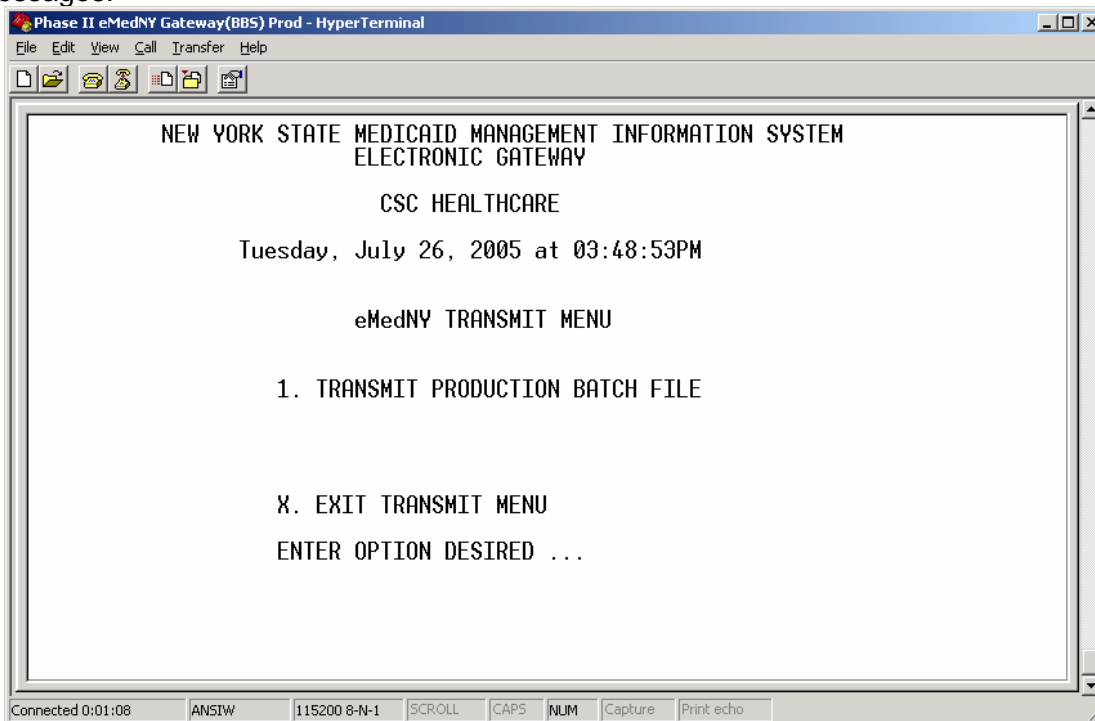 Phase II eMedNY Gateway(BBS) Prod - HyperTerminal
File Edit View Call Transfer Help
NEW YORK STATE MEDICAID MANAGEMENT INFORMATION SYSTEM
ELECTRONIC GATEWAY
CSC HEALTHCARE
Tuesday, July 26, 2005 at 03:48:53PM
eMedNY TRANSMIT MENU
1. TRANSMIT PRODUCTION BATCH FILE
X. EXIT TRANSMIT MENU
ENTER OPTION DESIRED ...
Connected 0:01:08 ANSIW 115200 8-N-1 SCROLL CAPS NUM Capture Print echo